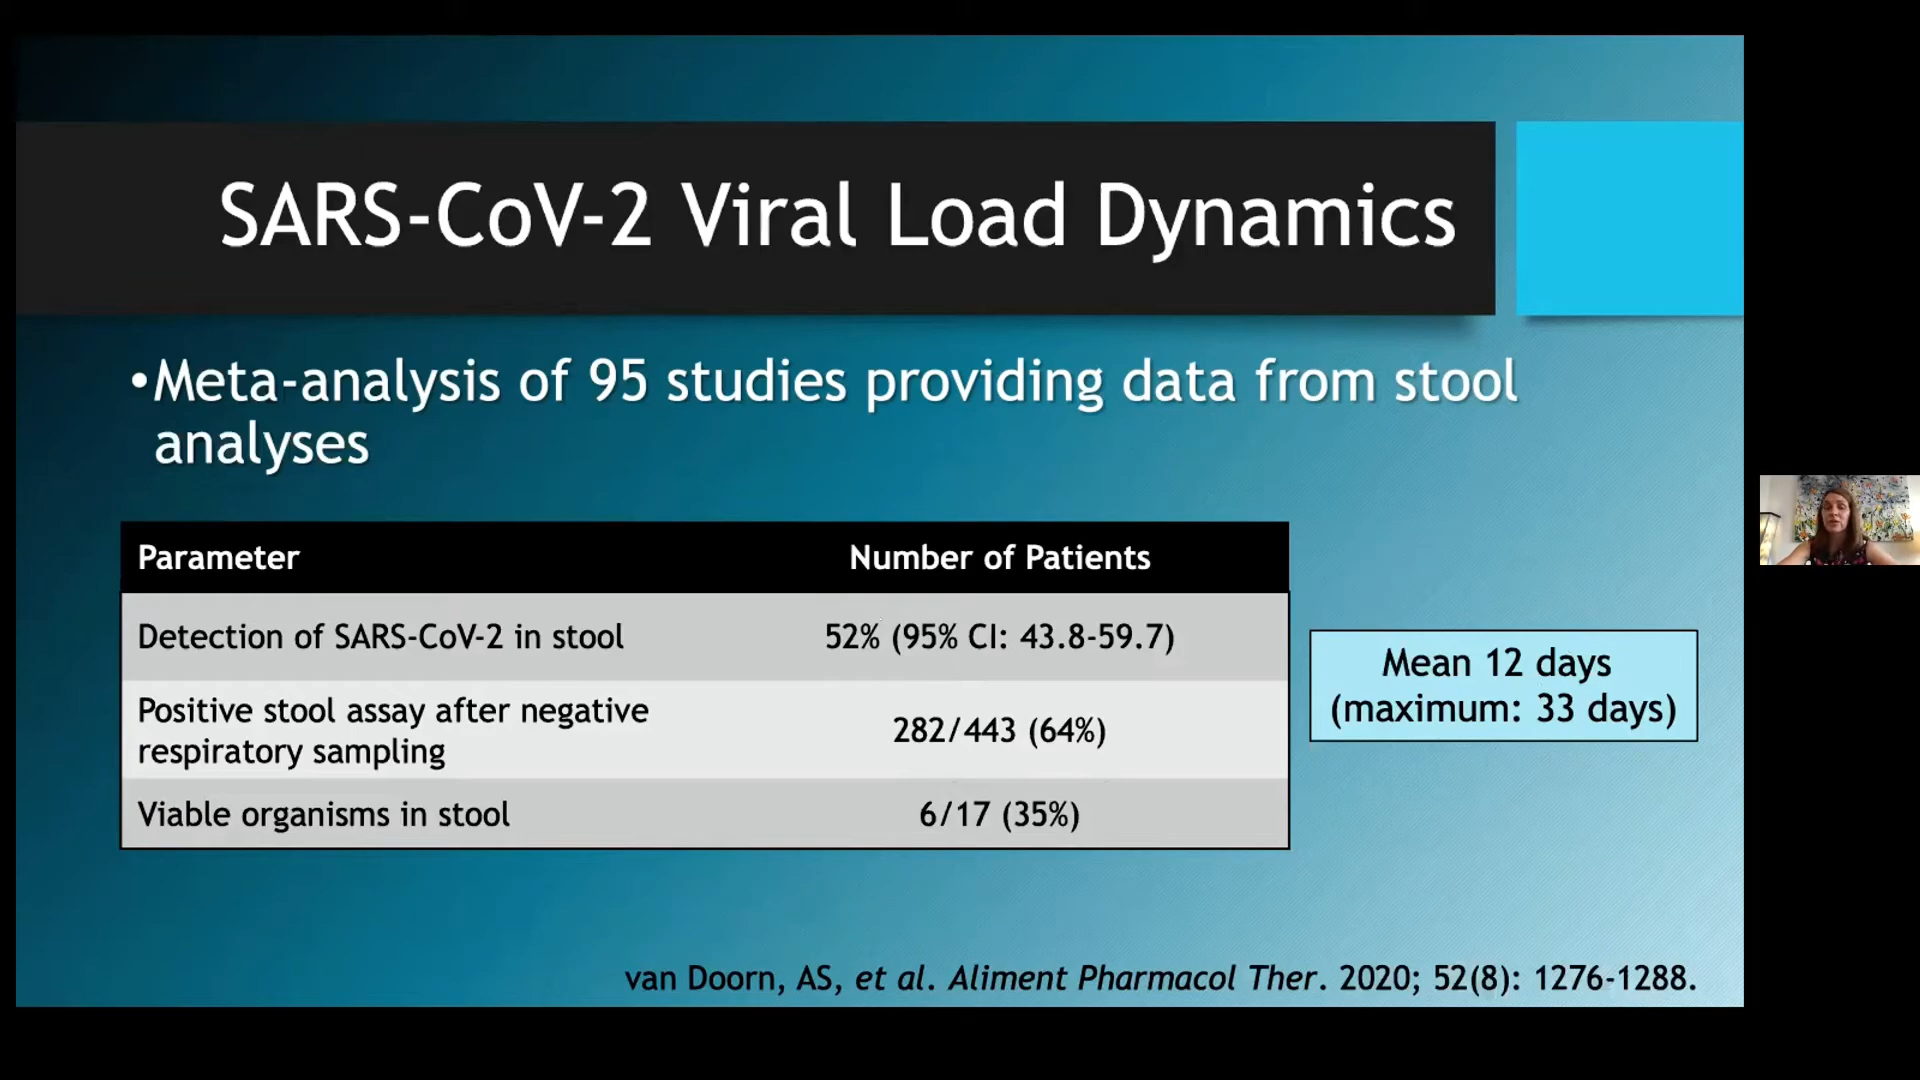 SARS-CoV-2 Viral Load Dynamics
•Meta-analysis of 95 studies providing data from stool
analyses
Parameter Number of Patients
Detection of SARS-CoV-2 in stool 52% (95% CI: 43.8-59.7)
Positive stool assay after negative
respiratory sampling 282/443 (64%)
Viable organisms in stool 6/17 (35%)
Mean 12 days
(maximum: 33 days)
van Doorn, AS, et al. Aliment Pharmacol Ther. 2020; 52(8): 1276-1288.